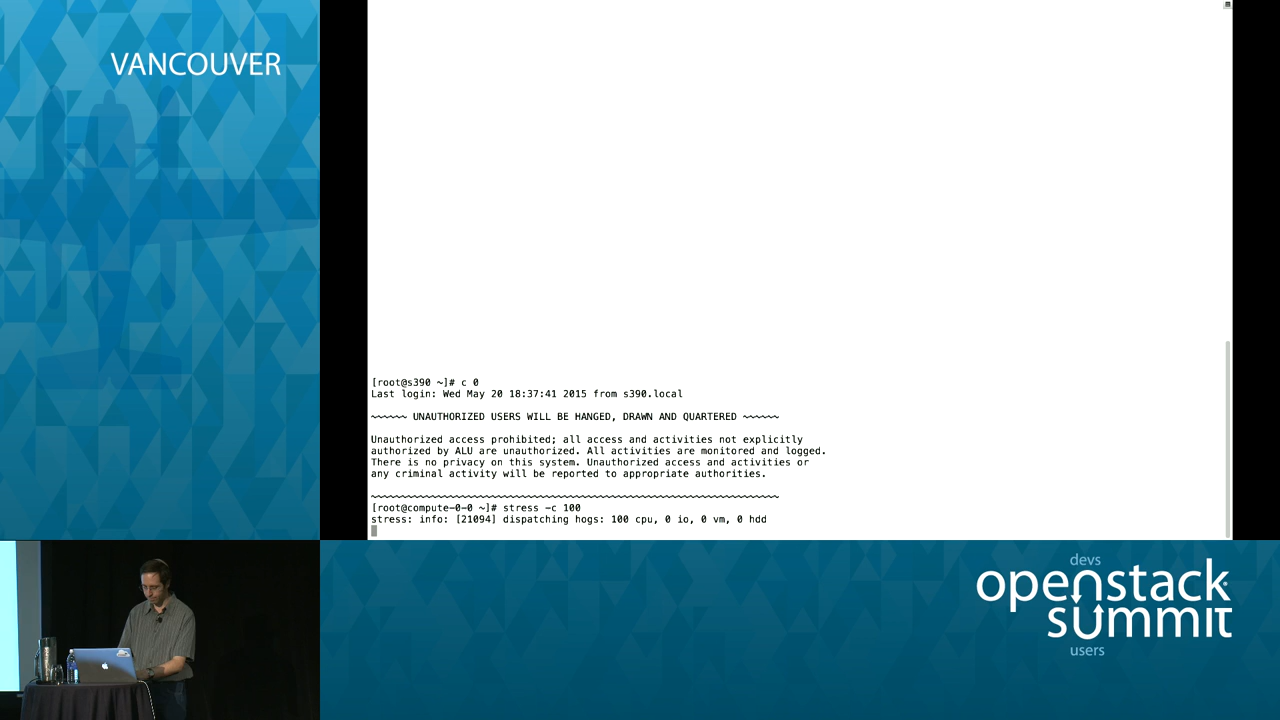 VANCOUVER
[root@s390 ~]# c 0
Last login: Wed May 20 18:37:41 2015 from s390.local
~~~~~~ UNAUTHORIZED USERS WILL BE HANGED, DRAWN AND QUARTERED ~~~~~~
Unauthorized access prohibited; all access and activities not explicitly
authorized by ALU are unauthorized. All activities are monitored and logged.
There is no privacy on this system. Unauthorized access and activities or
any criminal activity will be reported to appropriate authorities.
~~~~~~~~~~~~~~~~~~~~~~~~~~~~~~~~~~~~~~~~~~~~~~~~~~~~~~~~~~~~~~~~~~~~
[root@compute-0-0 ~]# stress -c 100
stress: info: [21094] dispatching hogs: 100 cpu, 0 io, 0 vm, 0 hdd
devs
openstack
summit
users